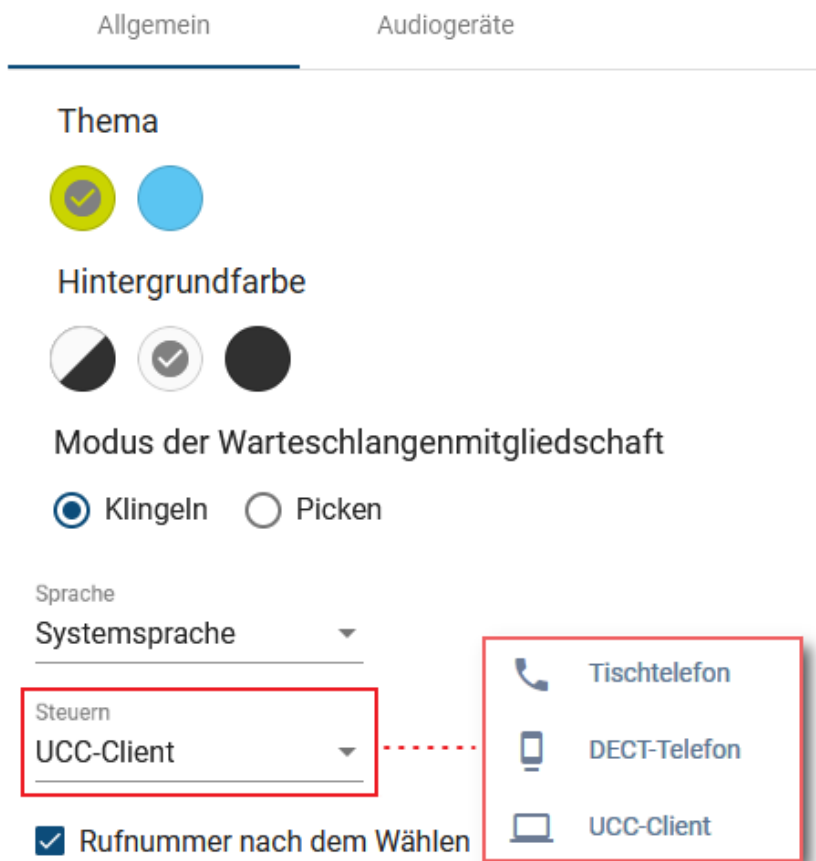 Allgemein Audiogeräte
Thema
Hintergrundfarbe
Modus der Warteschlangenmitgliedschaft
Klingeln Picken
Sprache
Systemsprache
Tischtelefon
Steuern
UCC-Client
DECT-Telefon
UCC-Client
Rufnummer nach dem Wählen